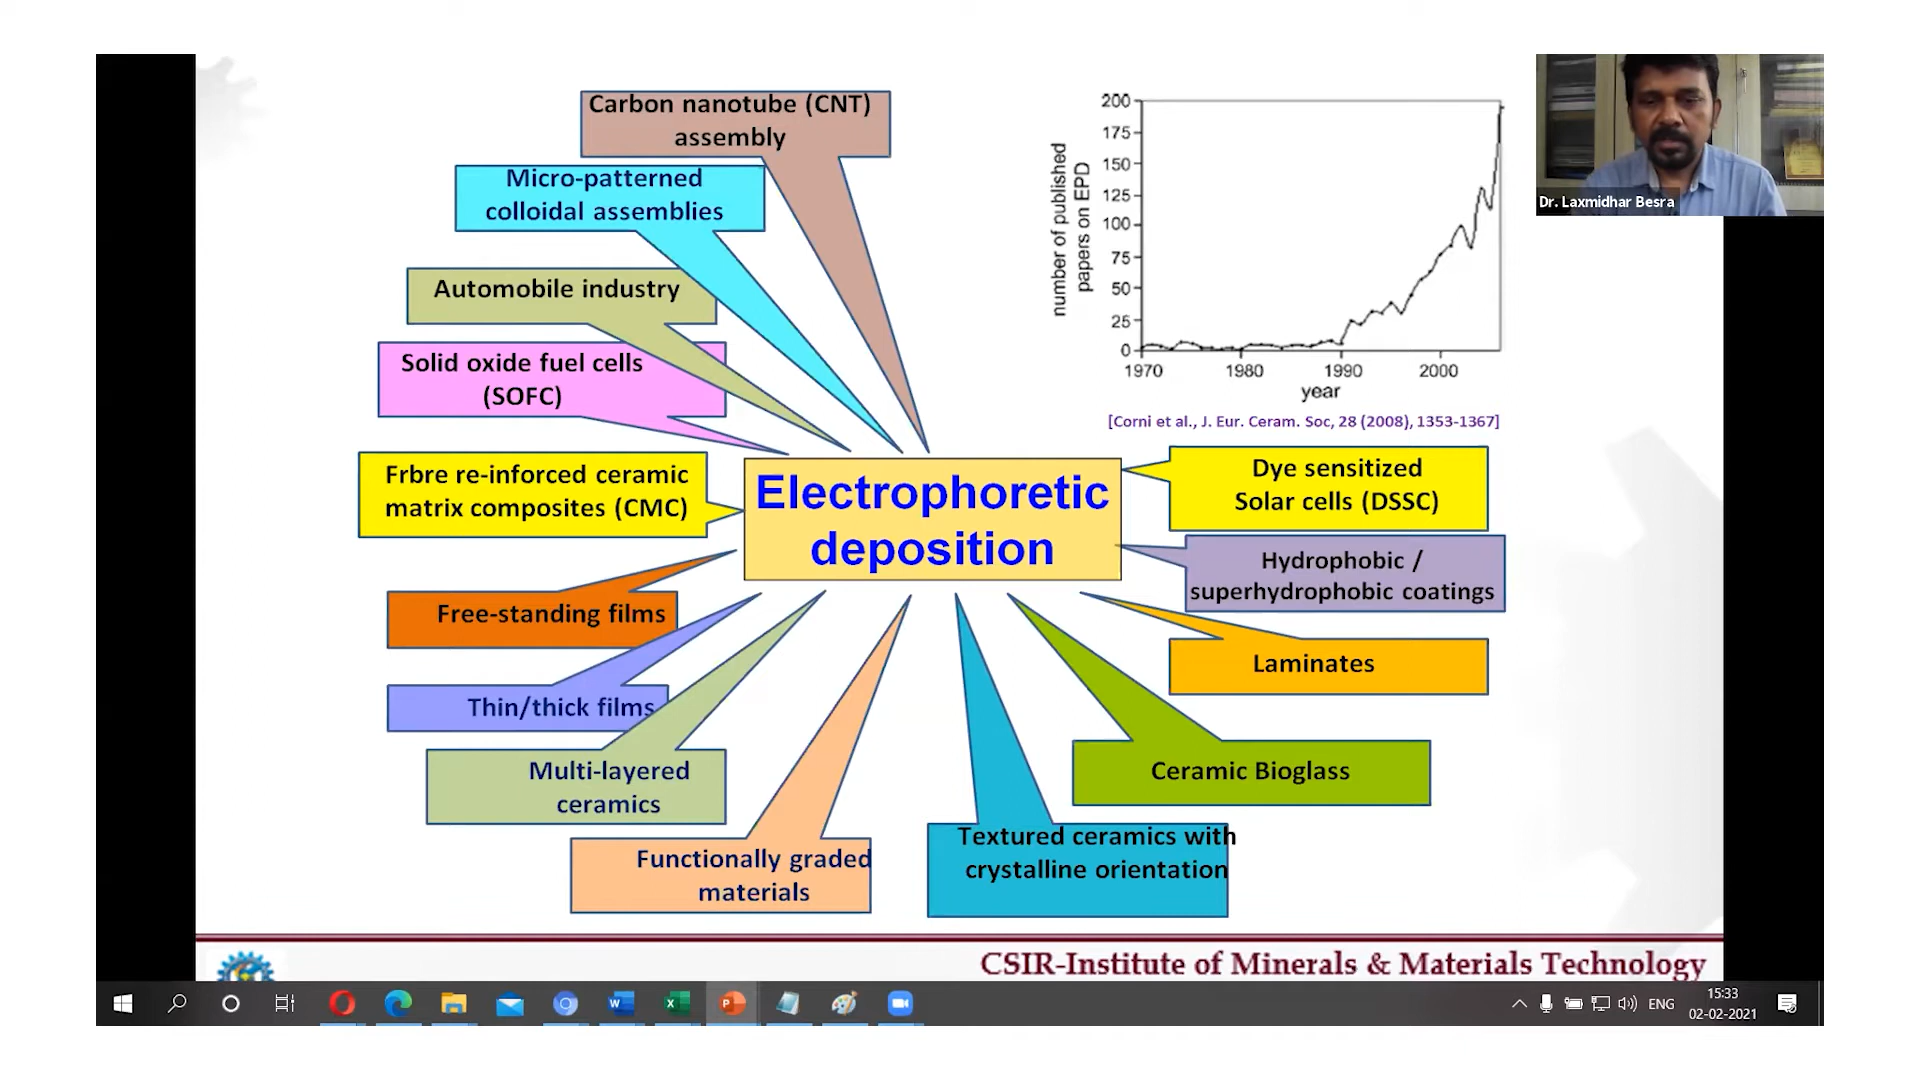 Carbon nanotube (CNT)
assembly
Micro-patterned
colloidal assemblies
Automobile industry
Solid oxide fuel cells
(SOFC)
Frbre re-inforced ceramic
matrix composites (CMC)
Free-standing films
Thin/thick films
Multi-layered
ceramics
Functionally graded
materials
Electrophoretic
deposition
number of published
papers on EPD
200
175
150
125
100
75
50
25
0
1970
1980
1990
2000
year
[Corni et al., J. Eur. Ceram. Soc, 28 (2008), 1353-1367]
Dye sensitized
Solar cells (DSSC)
Hydrophobic /
superhydrophobic coatings
Laminates
Ceramic Bioglass
Textured ceramics with
crystalline orientation
Dr. Laxmidhar Besra
CSIR-Institute of Minerals & Materials Technology
ENG
15:33
02-02-2021